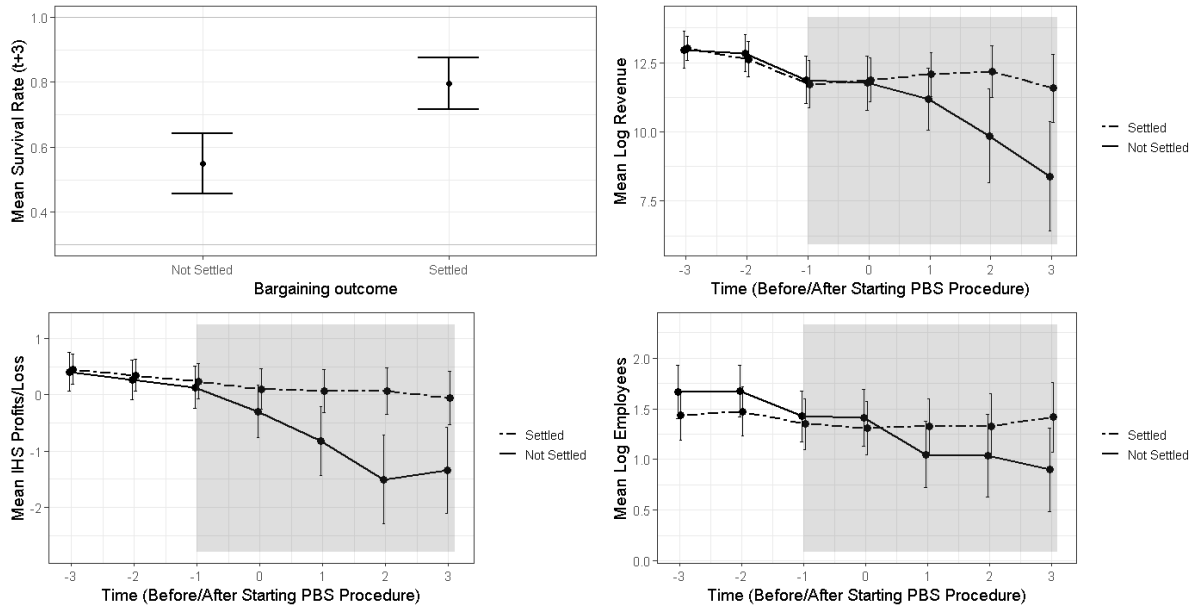 Mean Survival Rate (t+3)
1.0
0.8
0.6
0.4
Not Settled
Settled
Bargaining outcome
Mean Log Revenue
12.5
10.0
7.5
-3 -2 -1 0 1 2 3
Time (Before/After Starting PBS Procedure)
Settled
Not Settled
Mean IHS Profits/Loss
1
0
-1
-2
-3 -2 -1 0 1 2 3
Time (Before/After Starting PBS Procedure)
Settled
Not Settled
Mean Log Employees
2.0
1.5
1.0
0.5
0.0
-3 -2 -1 0 1 2 3
Time (Before/After Starting PBS Procedure)
Settled
Not Settled